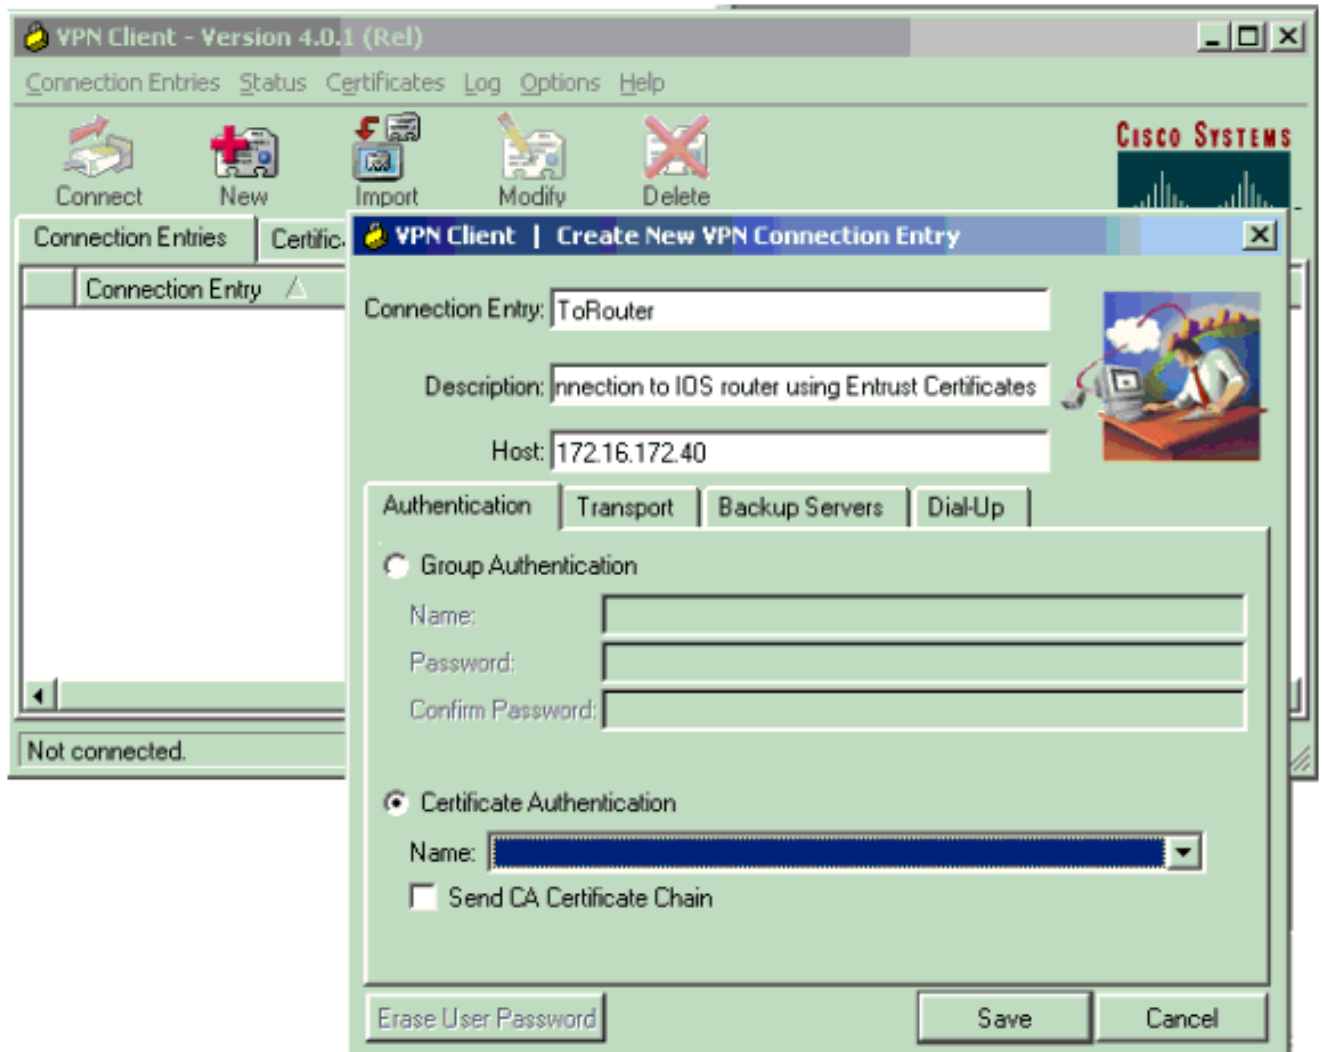 VPN Client - Version 4.0.1 (Rel)
Connection Entries Status Certificates Log Options Help
Connect New Import Modify Delete
CISCO SYSTEMS
Connection Entries
VPN Client | Create New VPN Connection Entry
Connection Entry
Connection Entry: ToRouter
Description: nnection to IOS router using Entrust Certificates
Host: 172.16.172.40
Authentication Transport Backup Servers Dial-Up
Group Authentication
Name:
Password:
Confirm Password:
Not connected.
Certificate Authentication
Name:
Send CA Certificate Chain
Erase User Password Save Cancel